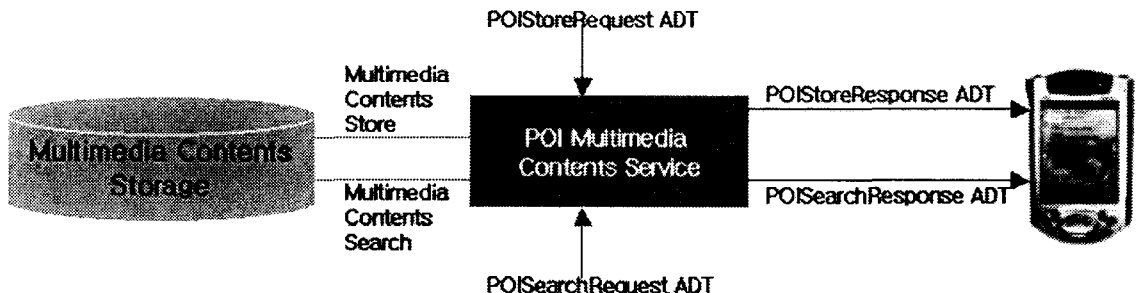 POIStoreRequest ADT
Multimedia
Contents
Store
POIStoreResponse ADT
Multimedia Contents
Storage
POI Multimedia
Contents Service
Multimedia
Contents
Search
POISearchResponse ADT
POISearchRequest ADT